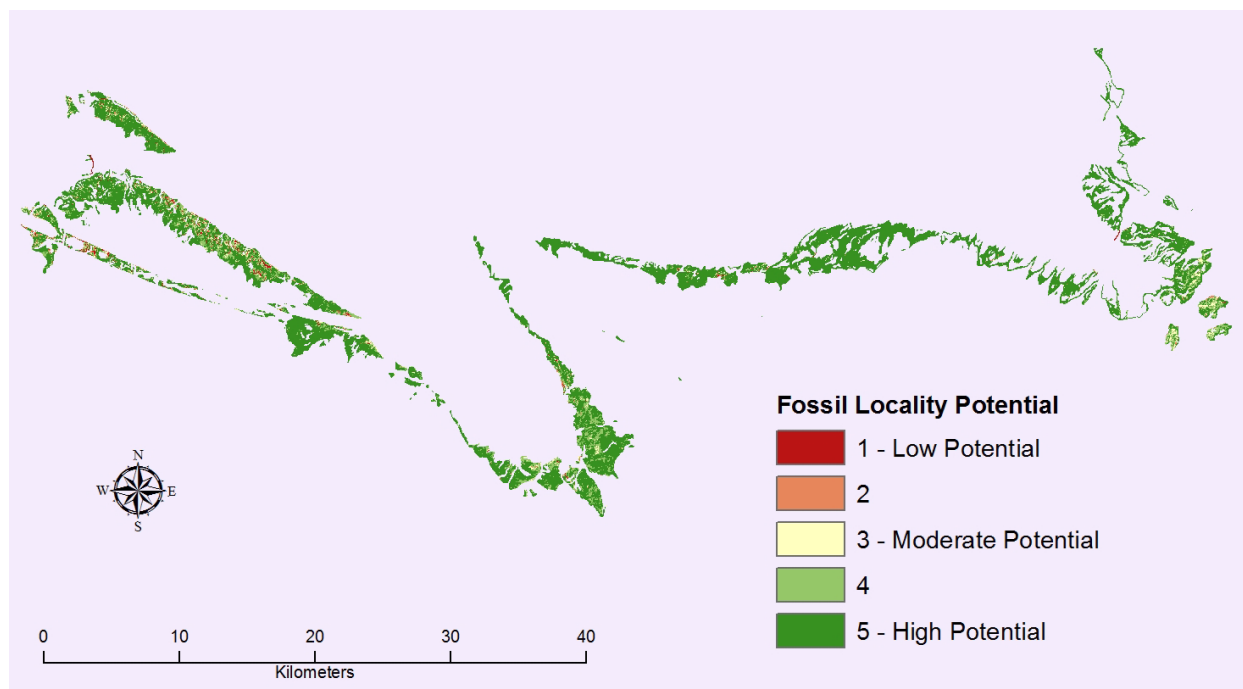 Fossil Locality Potential
1 - Low Potential
2
3 - Moderate Potential
4
5 - High Potential
N
W E
S
0 10 20 30 40
Kilometers